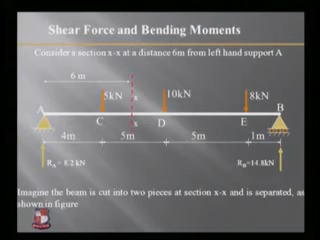 Shear Force and Bending Moments
Consider a section x-x at a distance 6m from left hand support A
6 m
5kN x 10kN 8kN
A B
C x D E
4m 5m 5m 1m
RA = 8.2 kN RB=14.8kN
Imagine the beam is cut into two pieces at section x-x and is separated, as
shown in figure